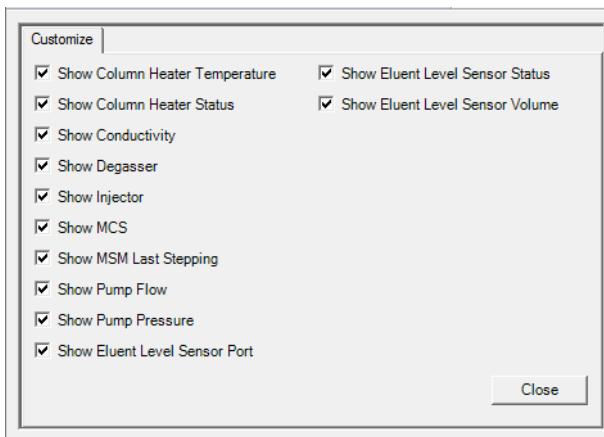 Customize
Show Column Heater Temperature
Show Column Heater Status
Show Conductivity
Show Degasser
Show Injector
Show MCS
Show MSM Last Stepping
Show Pump Flow
Show Pump Pressure
Show Eluent Level Sensor Port
Show Eluent Level Sensor Status
Show Eluent Level Sensor Volume
Close